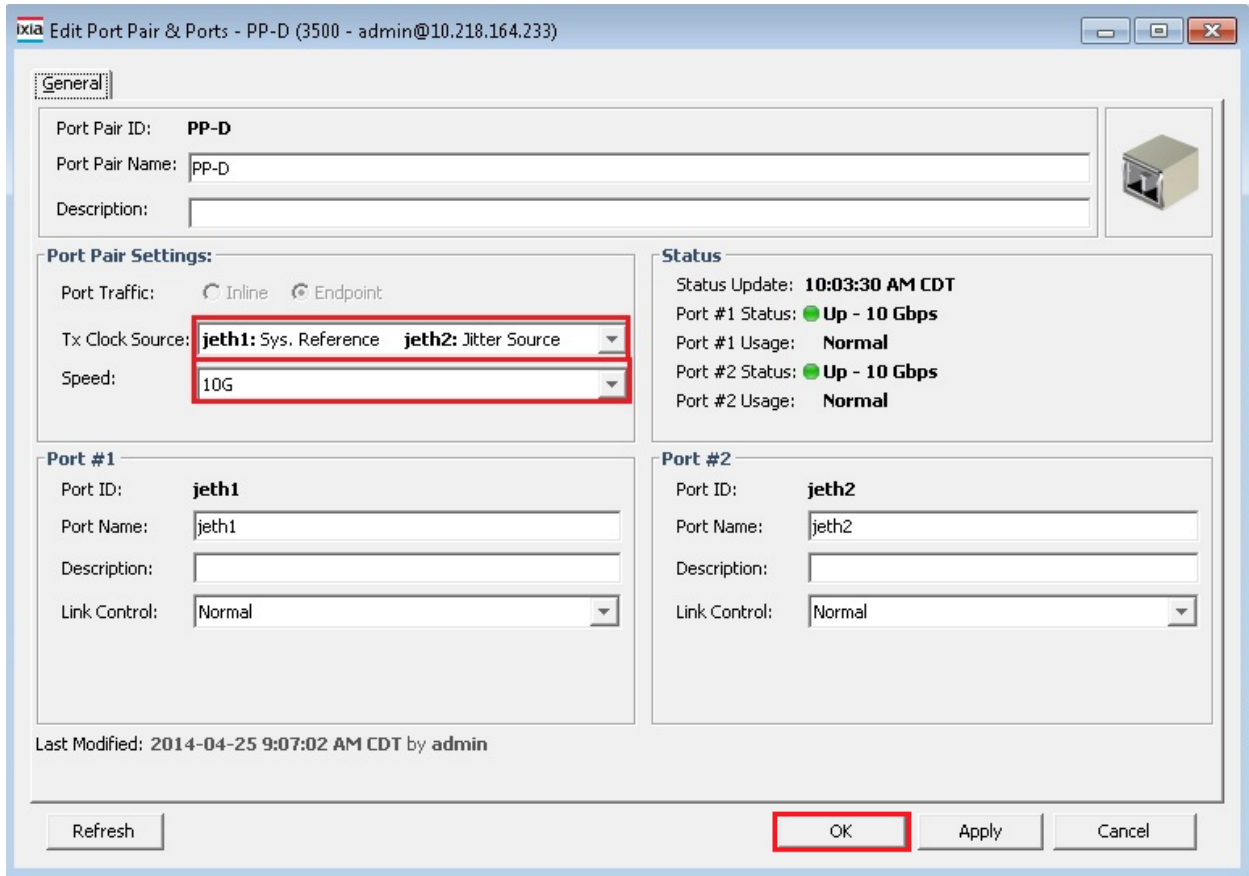 ixia Edit Port Pair & Ports - PP-D (3500 - admin@10.218.164.233)
General
Port Pair ID: PP-D
Port Pair Name: PP-D
Description:
Port Pair Settings:
Port Traffic: Inline Endpoint
Tx Clock Source: jeth1: Sys. Reference jeth2: Jitter Source
Speed: 10G
Status
Status Update: 10:03:30 AM CDT
Port #1 Status: Up - 10 Gbps
Port #1 Usage: Normal
Port #2 Status: Up - 10 Gbps
Port #2 Usage: Normal
Port #1
Port ID: jeth1
Port Name: jeth1
Description:
Link Control: Normal
Port #2
Port ID: jeth2
Port Name: jeth2
Description:
Link Control: Normal
Last Modified: 2014-04-25 9:07:02 AM CDT by admin
Refresh OK Apply Cancel